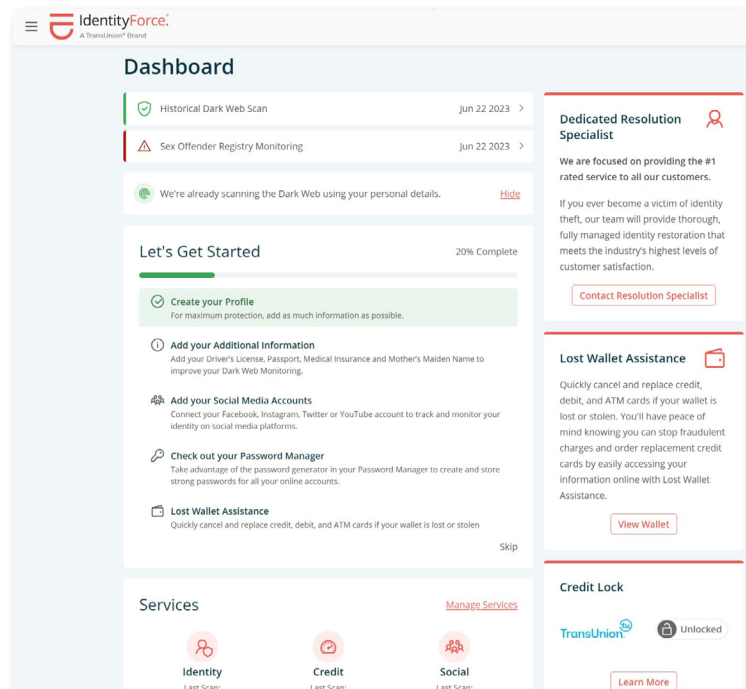 IdentityForce®
A TransUnion® Brand
Dashboard
Historical Dark Web Scan
Jun 22 2023
Sex Offender Registry Monitoring
Jun 22 2023
We're already scanning the Dark Web using your personal details.
Hide
Let's Get Started
20% Complete
Create your Profile
For maximum protection, add as much information as possible.
Add your Additional Information
Add your Driver's License, Passport, Medical Insurance and Mother's Maiden Name to
improve your Dark Web Monitoring.
Add your Social Media Accounts
Connect your Facebook, Instagram, Twitter or YouTube account to track and monitor your
identity on social media platforms.
Check out your Password Manager
Take advantage of the password generator in your Password Manager to create and store
strong passwords for all your online accounts.
Lost Wallet Assistance
Quickly cancel and replace credit, debit, and ATM cards if your wallet is lost or stolen
Skip
Services
Manage Services
Identity
Last Scan:
Credit
Last Scan:
Social
Last Scan:
Dedicated Resolution
Specialist
We are focused on providing the #1
rated service to all our customers.
If you ever become a victim of identity
theft, our team will provide thorough,
fully managed identity restoration that
meets the industry's highest levels of
customer satisfaction.
Contact Resolution Specialist
Lost Wallet Assistance
Quickly cancel and replace credit,
debit, and ATM cards if your wallet is
lost or stolen. You'll have peace of
mind knowing you can stop fraudulent
charges and order replacement credit
cards by easily accessing your
information online with Lost Wallet
Assistance.
View Wallet
Credit Lock
TransUnion® tu
Unlocked
Learn More